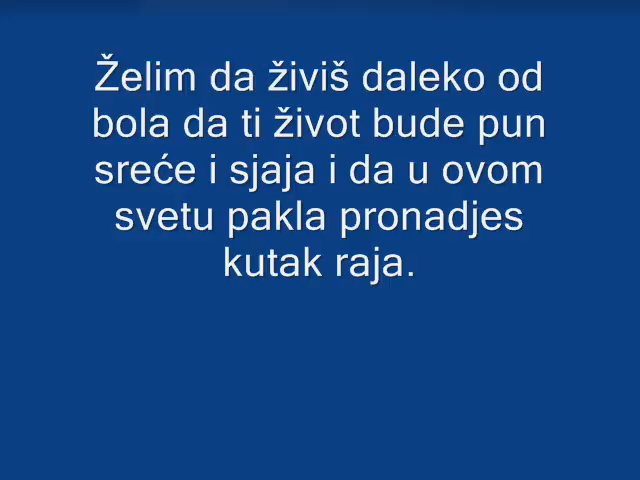 Želim da živiš daleko od
bola da ti život bude pun
sreće i sjaja i da u ovom
svetu pakla pronadjes
kutak raja.